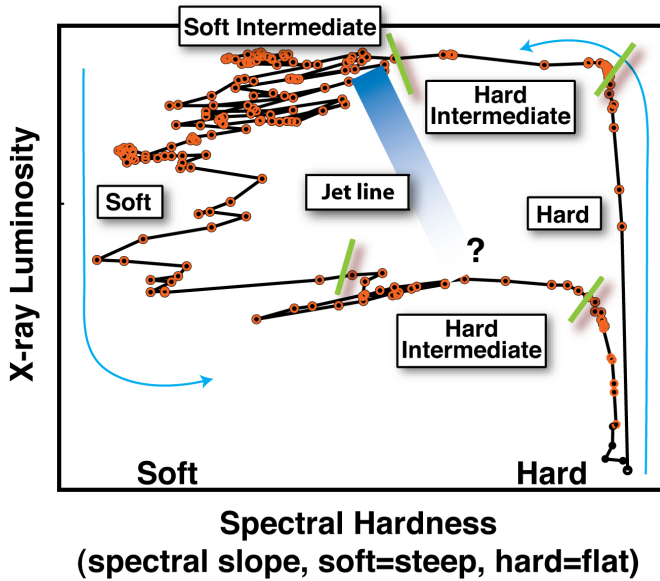 Soft Intermediate
Hard
Intermediate
Jet line
Soft
Hard
?
Hard
Intermediate
X-ray Luminosity
Soft
Hard
Spectral Hardness
(spectral slope, soft=steep, hard=flat)